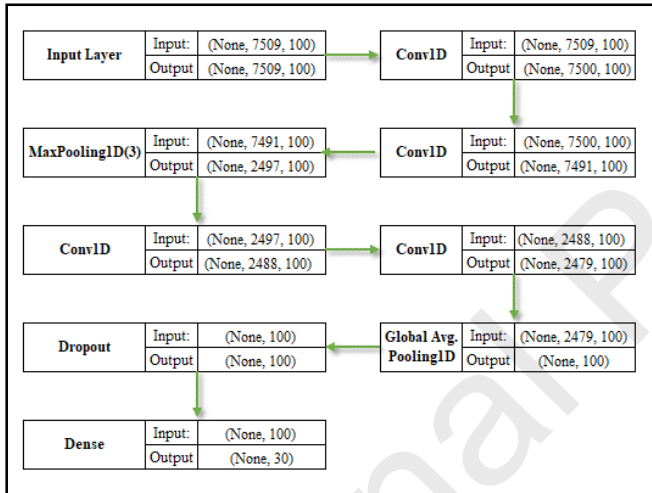 Input Layer Input: (None, 7509, 100)
Output (None, 7509, 100)
Conv1D Input: (None, 7509, 100)
Output (None, 7500, 100)
MaxPooling1D(3) Input: (None, 7491, 100)
Output (None, 2497, 100)
Conv1D Input: (None, 7500, 100)
Output (None, 7491, 100)
Conv1D Input: (None, 2497, 100)
Output (None, 2488, 100)
Conv1D Input: (None, 2488, 100)
Output (None, 2479, 100)
Dropout Input: (None, 100)
Output (None, 100)
Global Avg. Input: (None, 2479, 100)
Pooling1D Output (None, 100)
Dense Input: (None, 100)
Output (None, 30)
nal P